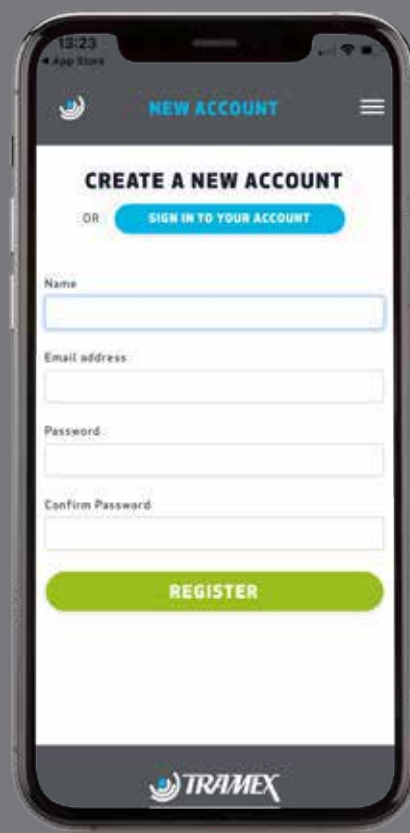 13:23
◀ App Store
NEW ACCOUNT
CREATE A NEW ACCOUNT
OR SIGN IN TO YOUR ACCOUNT
Name
Email address
Password
Confirm Password
REGISTER
TRAMEX